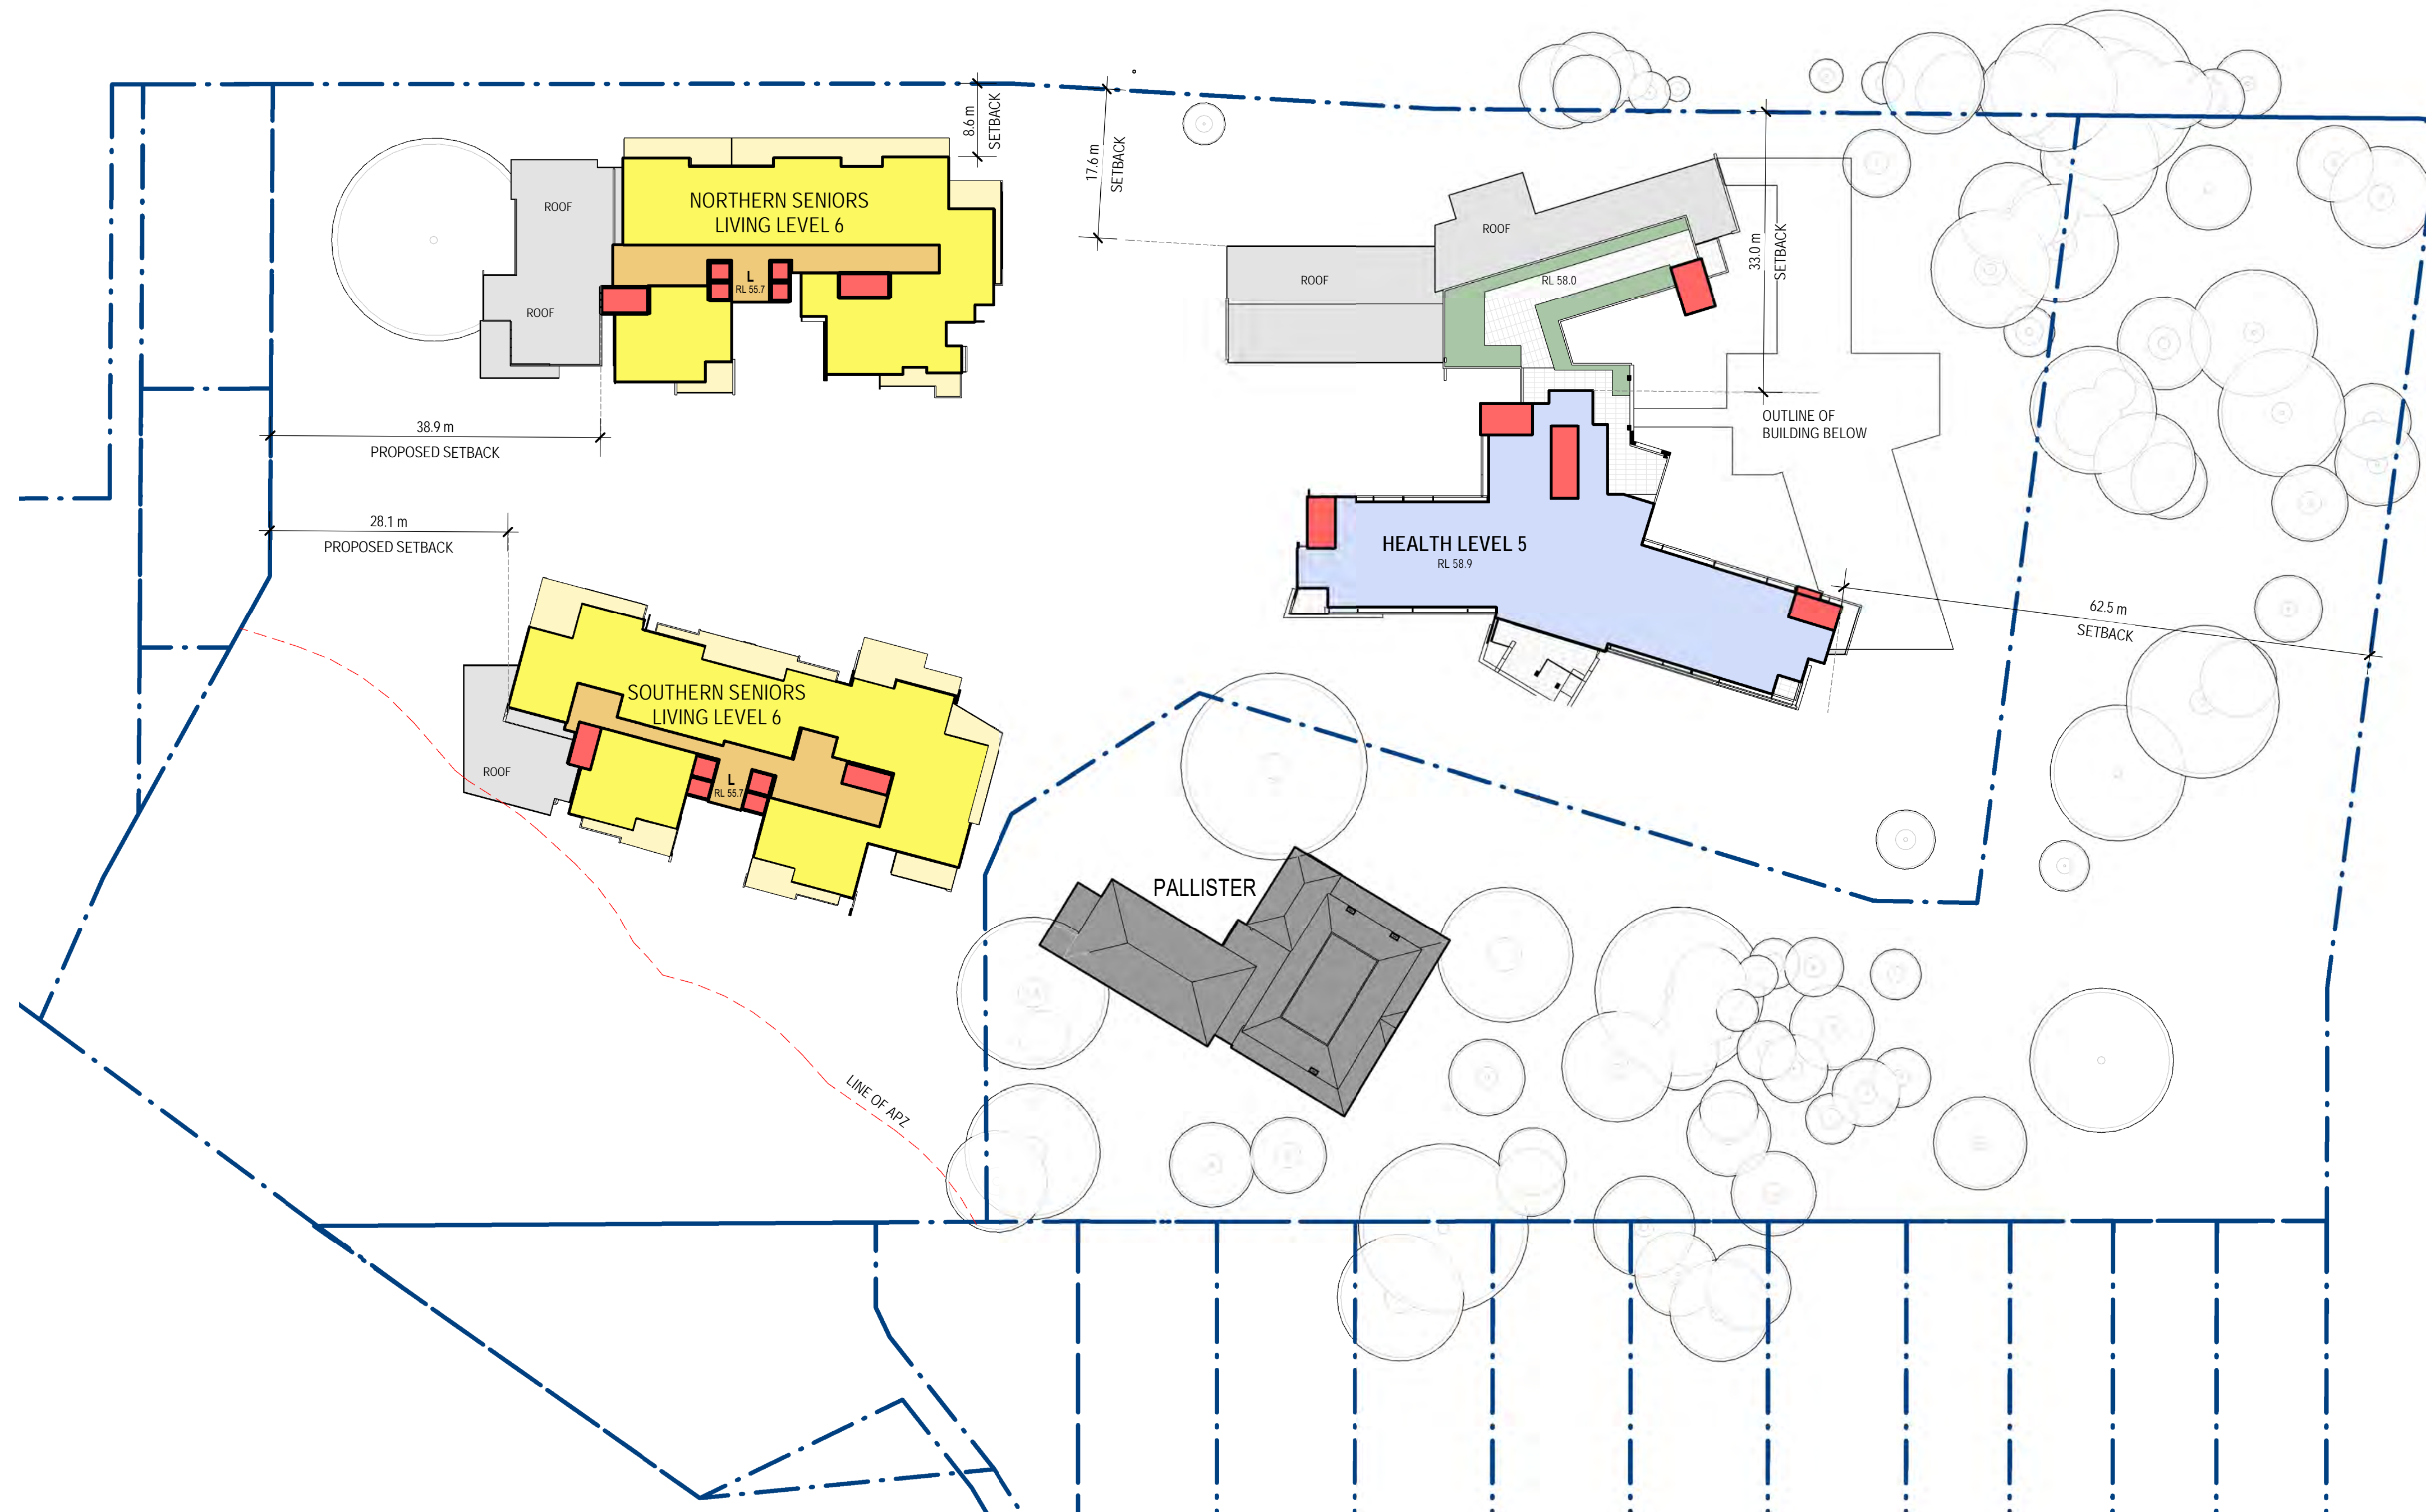 8.6 m
SETBACK
17.6 m
SETBACK
NORTHERN SENIORS
LIVING LEVEL 6
ROOF
ROOF
L
RL 55.7
ROOF
ROOF
RL 58.0
33.0 m
SETBACK
OUTLINE OF
BUILDING BELOW
38.9 m
PROPOSED SETBACK
28.1 m
PROPOSED SETBACK
HEALTH LEVEL 5
RL 58.9
62.5 m
SETBACK
SOUTHERN SENIORS
LIVING LEVEL 6
ROOF
L
RL 55.7
PALLISTER
LINE OF APZ